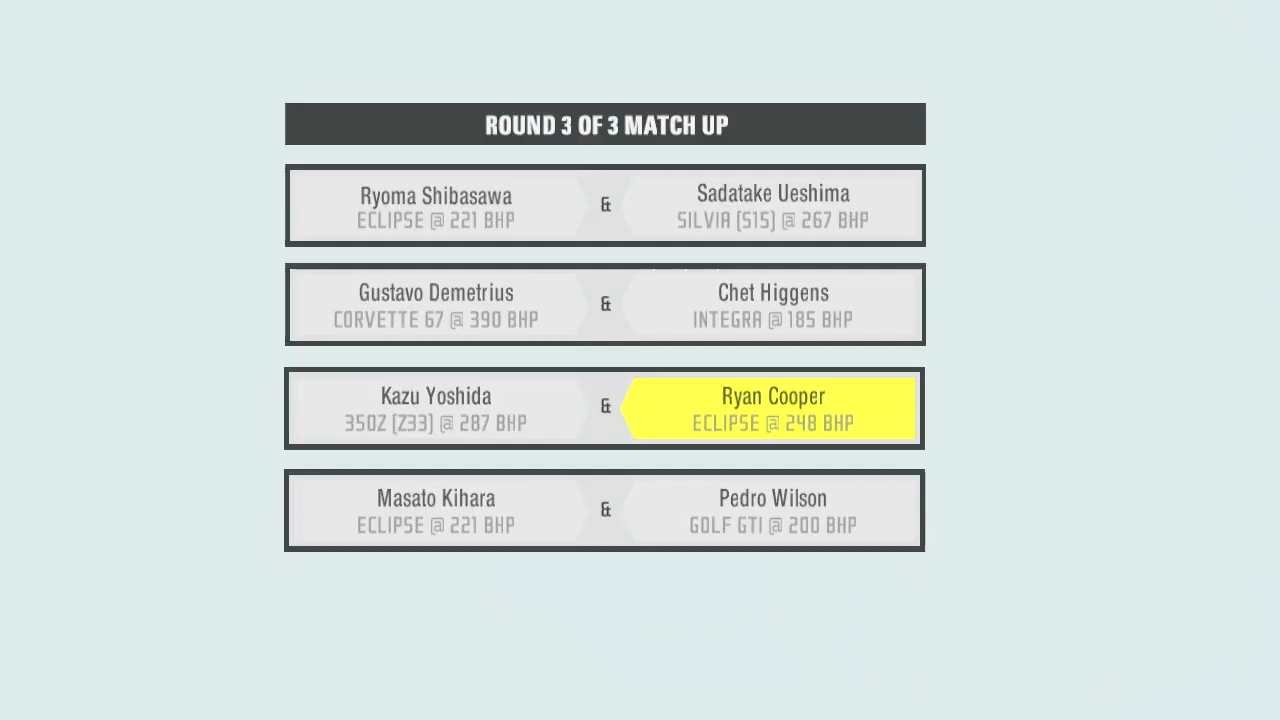 ROUND 3 OF 3 MATCH UP
Ryoma Shibasawa & Sadatake Ueshima
ECLIPSE @ 221 BHP SILVIA (S15) @ 267 BHP
Gustavo Demetrius & Chet Higgens
CORVETTE 67 @ 390 BHP INTEGRA @ 185 BHP
Kazu Yoshida & Ryan Cooper
350Z (Z33) @ 287 BHP ECLIPSE @ 248 BHP
Masato Kihara & Pedro Wilson
ECLIPSE @ 221 BHP GOLF GTI @ 200 BHP